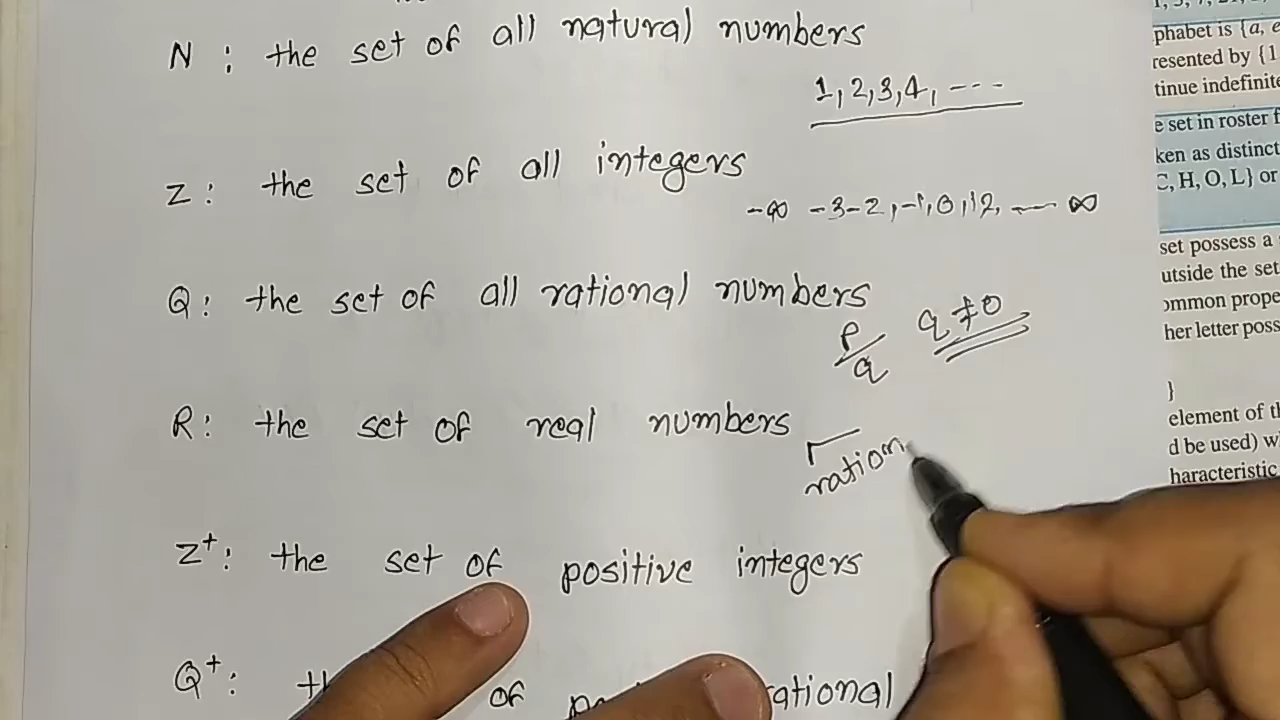 N : the set of all natural numbers
1, 2, 3, 4, ---
Z : the set of all integers
-∞ -3 -2, -1, 0, 1 2, --- ∞
Q : the set of all rational numbers
p/q q ≠ 0
R : the set of real numbers
ration
Z⁺ : the set of positive integers
Q⁺ : of rational
phabet is {a, e
resented by {1
tinue indefinite
e set in roster f
ken as distinct
C, H, O, L} or
set possess a
utside the set
ommon prope
her letter poss
}
element of th
d be used) w
haracteristic